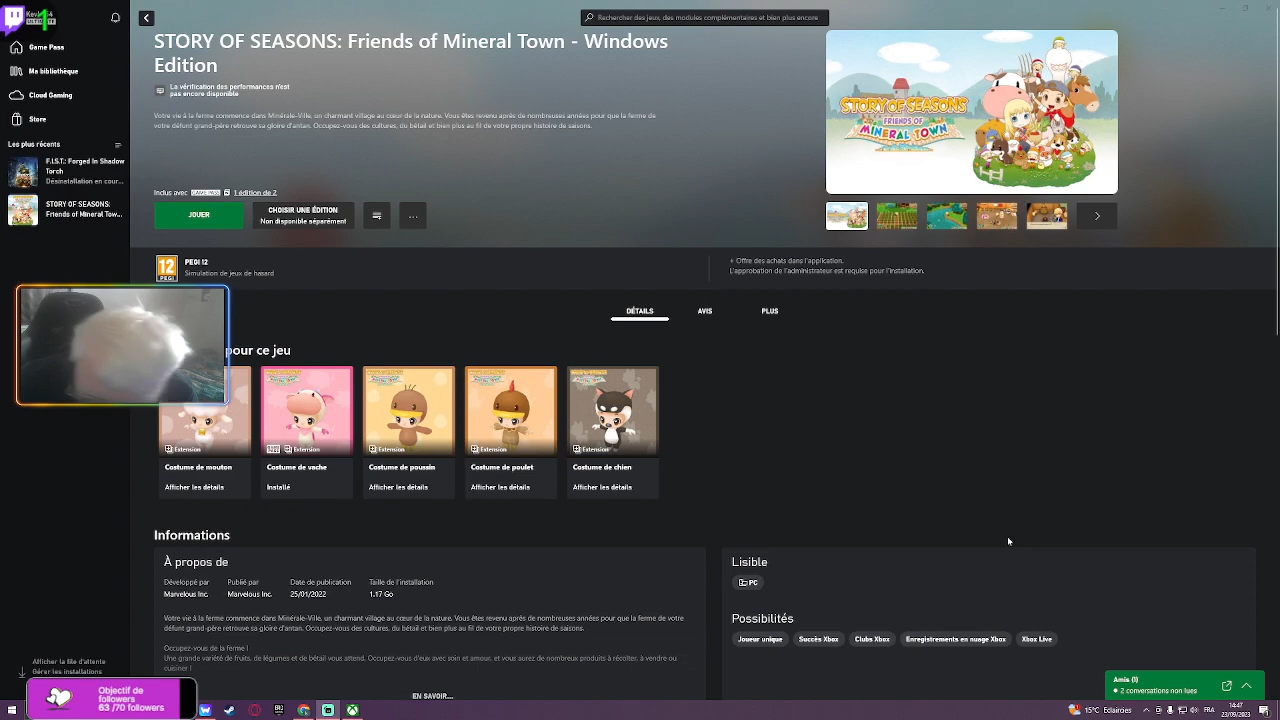 ULTIMATE
1
Game Pass
Ma bibliothèque
Cloud Gaming
Store
Les plus récents
F.I.S.T.: Forged In Shadow
Torch
Désinstallation en cour...
STORY OF SEASONS:
Friends of Mineral Tow...
Rechercher des jeux, des modules complémentaires et bien plus encore
STORY OF SEASONS: Friends of Mineral Town - Windows
Edition
La vérification des performances n'est
pas encore disponible
Votre vie à la ferme commence dans Minérale-Ville, un charmant village au cœur de la nature. Vous êtes revenu après de nombreuses années pour que la ferme de
votre défunt grand-père retrouve sa gloire d'antan. Occupez-vous des cultures, du bétail et bien plus au fil de votre propre histoire de saisons.
Inclus avec GAME PASS 1 édition de 2
JOUER
CHOISIR UNE ÉDITION
Non disponible séparément
...
STORY OF SEASONS
FRIENDS OF
MINERAL TOWN
12
PEGI
PEGI 12
Simulation de jeux de hasard
+ Offre des achats dans l'application.
L'approbation de l'administrateur est requise pour l'installation.
DÉTAILS
AVIS
PLUS
pour ce jeu
Extension
Extension
Extension
Extension
Extension
Costume de mouton
Costume de vache
Costume de poussin
Costume de poulet
Costume de chien
Afficher les détails
Installé
Afficher les détails
Afficher les détails
Afficher les détails
Informations
À propos de
Développé par
Publié par
Date de publication
Taille de l'installation
Marvelous Inc.
Marvelous Inc.
25/01/2022
1.17 Go
Votre vie à la ferme commence dans Minérale-Ville, un charmant village au cœur de la nature. Vous êtes revenu après de nombreuses années pour que la ferme de
votre défunt grand-père retrouve sa gloire d'antan. Occupez-vous des cultures, du bétail et bien plus au fil de votre propre histoire de saisons.
Occupez-vous de la ferme !
Une grande variété de fruits, de légumes et de bétail vous attend. Occupez-vous d'eux avec soin et amour, et vous aurez de nombreux produits à récolter, à vendre ou
cuisiner !
EN SAVOIR...
Lisible
PC
Possibilités
Joueur unique
Succès Xbox
Clubs Xbox
Enregistrements en nuage Xbox
Xbox Live
Afficher la file d'attente
Gérer les installations
Objectif de
followers
63 /70 followers
Amis (1)
2 conversations non lues
15°C Éclaircies
FRA
14:47
23/09/2023